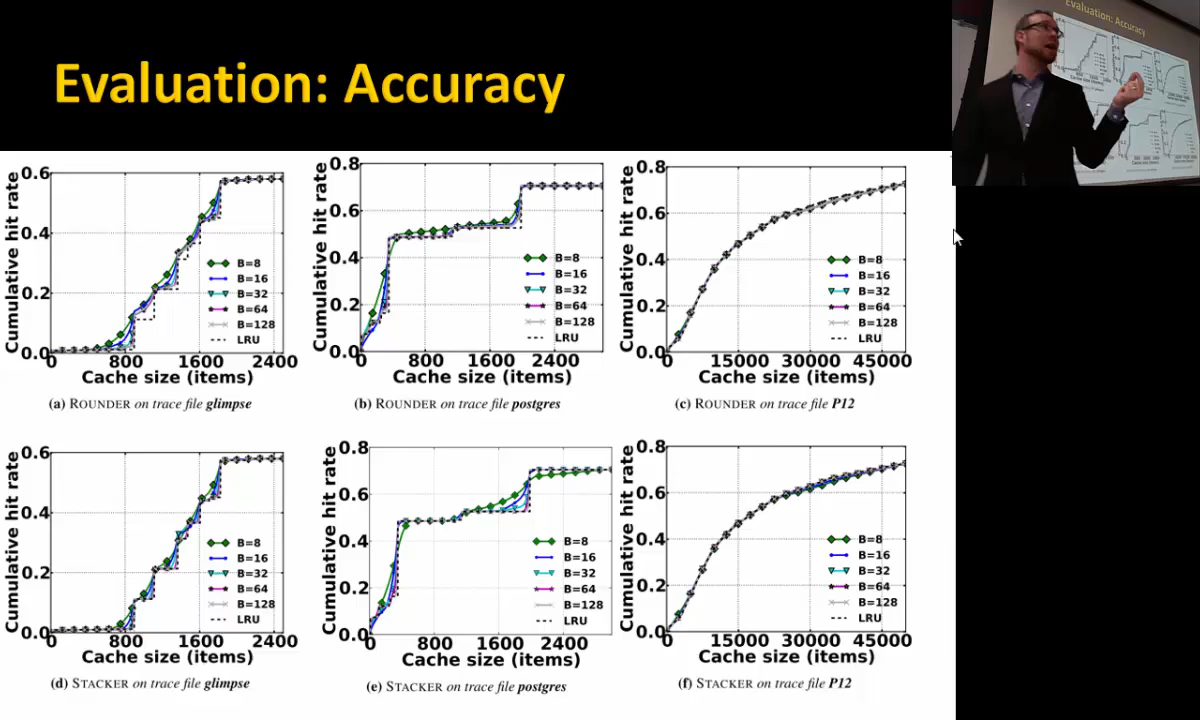 Evaluation: Accuracy
Evaluation: Accuracy
Cumulative hit rate
0.6
0.4
0.2
0.0
0 800 1600 2400
Cache size (items)
B=8
B=16
B=32
B=64
B=128
LRU
(a) ROUNDER on trace file glimpse
Cumulative hit rate
0.8
0.6
0.4
0.2
0.0
0 800 1600 2400
Cache size (items)
B=8
B=16
B=32
B=64
B=128
LRU
(b) ROUNDER on trace file postgres
Cumulative hit rate
0.8
0.6
0.4
0.2
0.0
0 15000 30000 45000
Cache size (items)
B=8
B=16
B=32
B=64
B=128
LRU
(c) ROUNDER on trace file P12
Cumulative hit rate
0.6
0.4
0.2
0.0
0 800 1600 2400
Cache size (items)
B=8
B=16
B=32
B=64
B=128
LRU
(d) STACKER on trace file glimpse
Cumulative hit rate
0.8
0.6
0.4
0.2
0.0
0 800 1600 2400
Cache size (items)
B=8
B=16
B=32
B=64
B=128
LRU
(e) STACKER on trace file postgres
Cumulative hit rate
0.8
0.6
0.4
0.2
0.0
0 15000 30000 45000
Cache size (items)
B=8
B=16
B=32
B=64
B=128
LRU
(f) STACKER on trace file P12